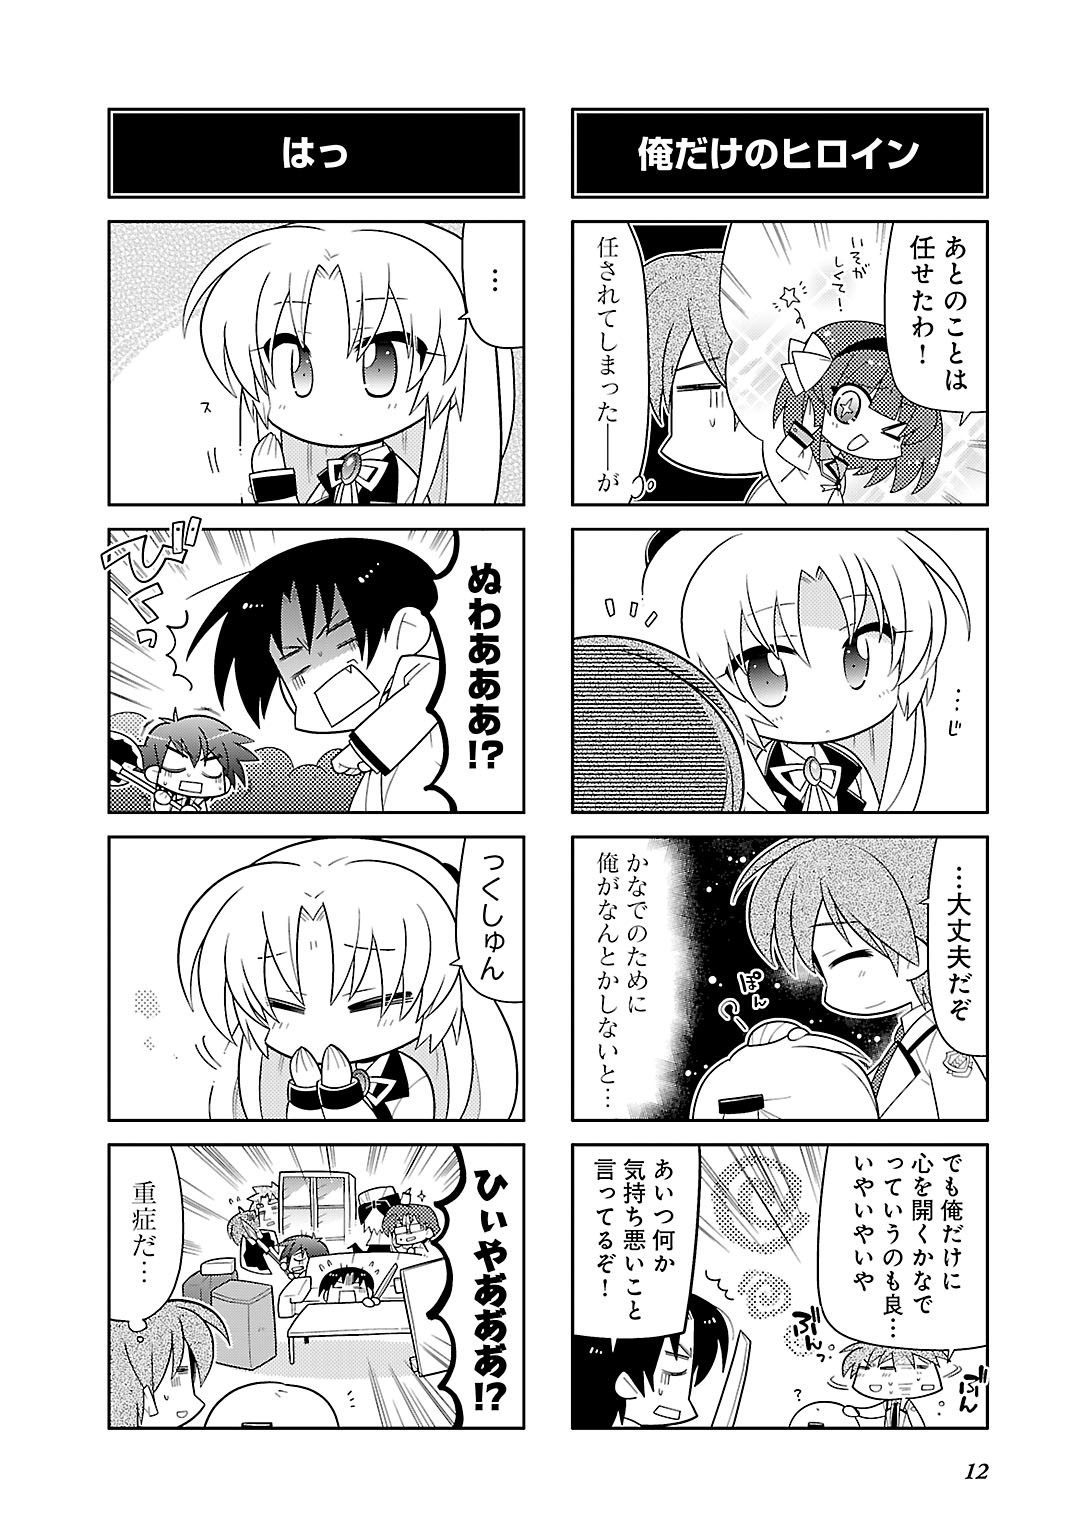 俺だけのヒロイン
あとのことは
任せたわ！
いそが
しくてー！
任されてしまった――が
…じ
…大丈夫だぞ
ぽん
かなでのために
俺がなんとかしないと…
でも俺だけに
心を開くかなで
っていうのも良…
いやいやいや
ぶんっ
ぶん
?
あいつ何か
気持ち悪いこと
言ってるぞ！
はっ
…
ス
ぬわあああ!?
びくっ
っくしゅん
ひぃやあああ!?
重症だ…
12